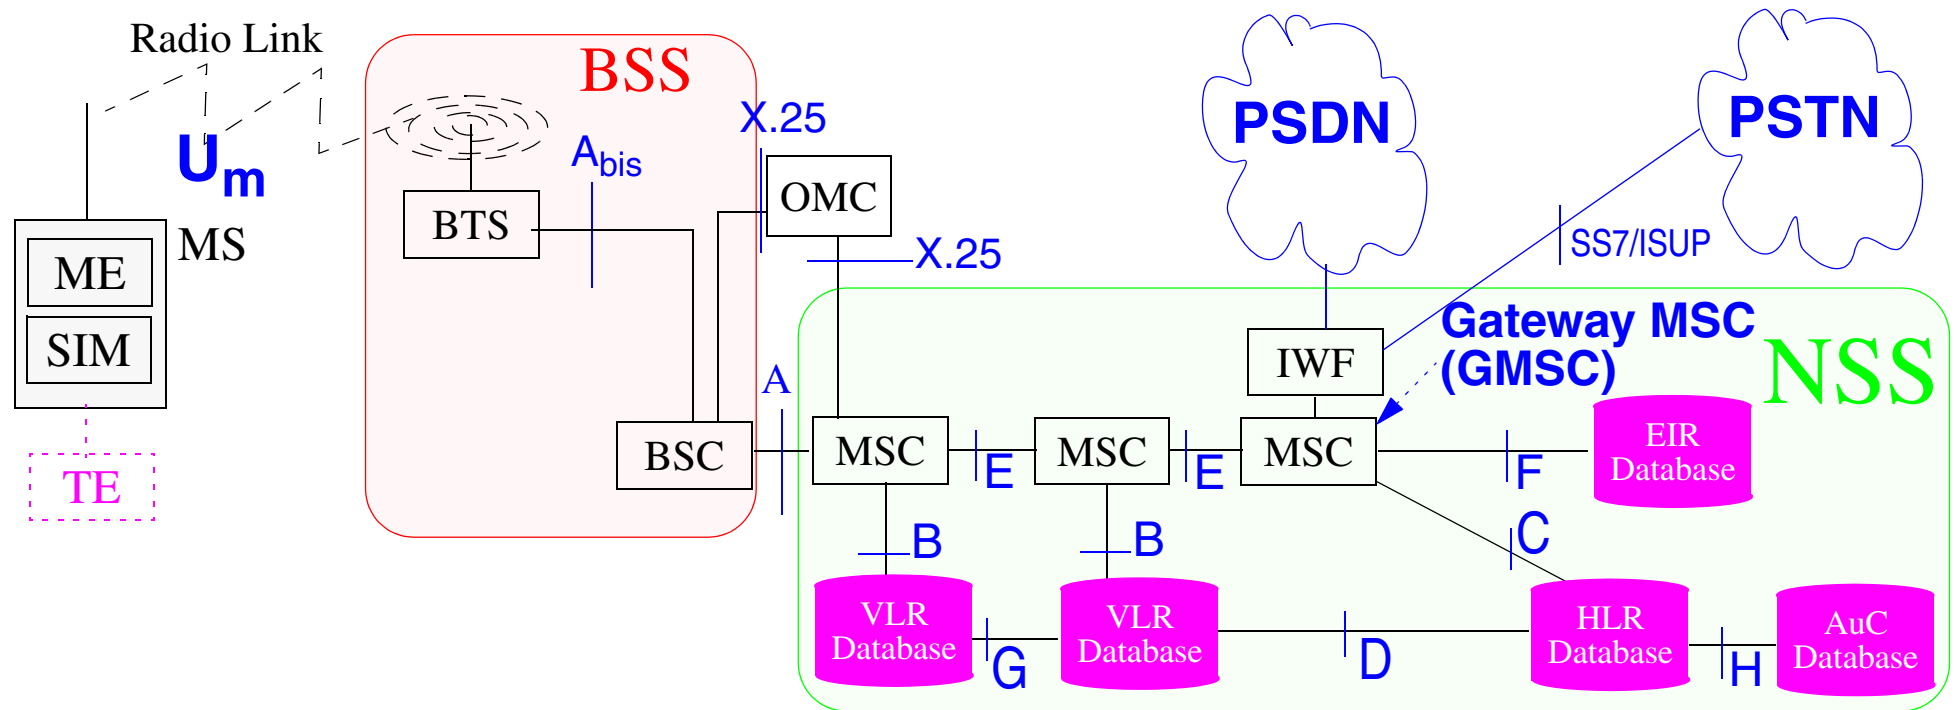 Radio Link
BSS
PSDN
PSTN
X.25
Um
Abis
OMC
BTS
MS
X.25
SS7/ISUP
ME
SIM
Gateway MSC
(GMSC)
IWF
NSS
A
TE
BSC
MSC
E
MSC
E
MSC
F
EIR
Database
C
B
B
VLR
Database
G
VLR
Database
D
HLR
Database
H
AuC
Database